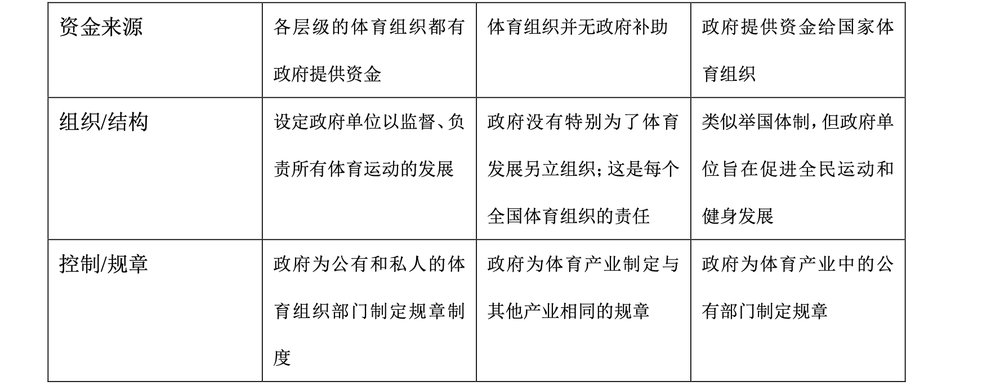 资金来源
各层级的体育组织都有
政府提供资金
体育组织并无政府补助
政府提供资金给国家体
育组织
组织/结构
设定政府单位以监督、负
责所有体育运动的发展
政府没有特别为了体育
发展另立组织；这是每个
全国体育组织的责任
类似举国体制，但政府单
位旨在促进全民运动和
健身发展
控制/规章
政府为公有和私人的体
育组织部门制定规章制
度
政府为体育产业制定与
其他产业相同的规章
政府为体育产业中的公
有部门制定规章